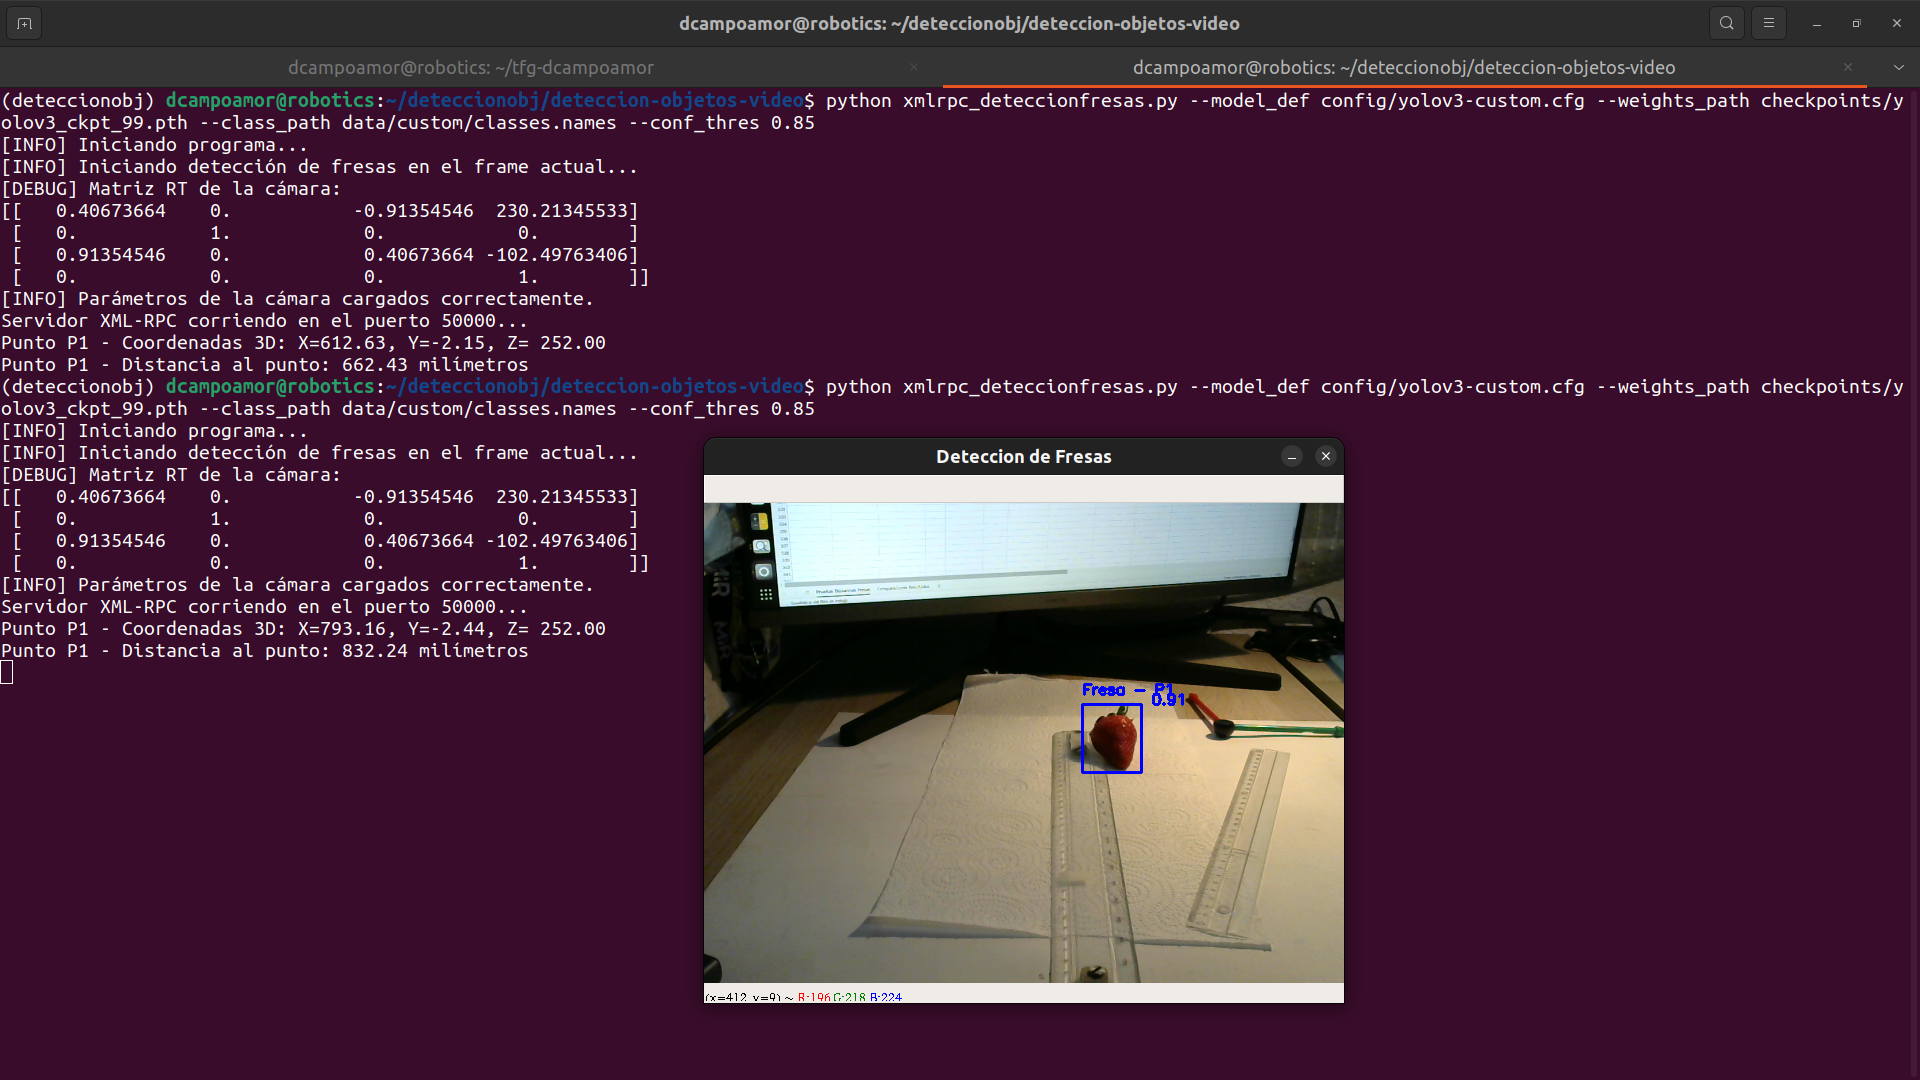 dcampoamor@robotics: ~/deteccionobj/deteccion-objetos-video
dcampoamor@robotics: ~/tfg-dcampoamor
dcampoamor@robotics: ~/deteccionobj/deteccion-objetos-video
(deteccionobj) dcampoamor@robotics:~/deteccionobj/deteccion-objetos-video$ python xmlrpc_deteccionfresas.py --model_def config/yolov3-custom.cfg --weights_path checkpoints/y
olov3_ckpt_99.pth --class_path data/custom/classes.names --conf_thres 0.85
[INFO] Iniciando programa...
[INFO] Iniciando detección de fresas en el frame actual...
[DEBUG] Matriz RT de la cámara:
[[   0.40673664    0.           -0.91354546  230.21345533]
 [   0.            1.            0.            0.        ]
 [   0.91354546    0.            0.40673664 -102.49763406]
 [   0.            0.            0.            1.        ]]
[INFO] Parámetros de la cámara cargados correctamente.
Servidor XML-RPC corriendo en el puerto 50000...
Punto P1 - Coordenadas 3D: X=612.63, Y=-2.15, Z= 252.00
Punto P1 - Distancia al punto: 662.43 milímetros
(deteccionobj) dcampoamor@robotics:~/deteccionobj/deteccion-objetos-video$ python xmlrpc_deteccionfresas.py --model_def config/yolov3-custom.cfg --weights_path checkpoints/y
olov3_ckpt_99.pth --class_path data/custom/classes.names --conf_thres 0.85
[INFO] Iniciando programa...
[INFO] Iniciando detección de fresas en el frame actual...
[DEBUG] Matriz RT de la cámara:
[[   0.40673664    0.           -0.91354546  230.21345533]
 [   0.            1.            0.            0.        ]
 [   0.91354546    0.            0.40673664 -102.49763406]
 [   0.            0.            0.            1.        ]]
[INFO] Parámetros de la cámara cargados correctamente.
Servidor XML-RPC corriendo en el puerto 50000...
Punto P1 - Coordenadas 3D: X=793.16, Y=-2.44, Z= 252.00
Punto P1 - Distancia al punto: 832.24 milímetros
Deteccion de Fresas
Fresa - P1
0.91
(x=412, y=9) ~ R:196 G:218 B:224